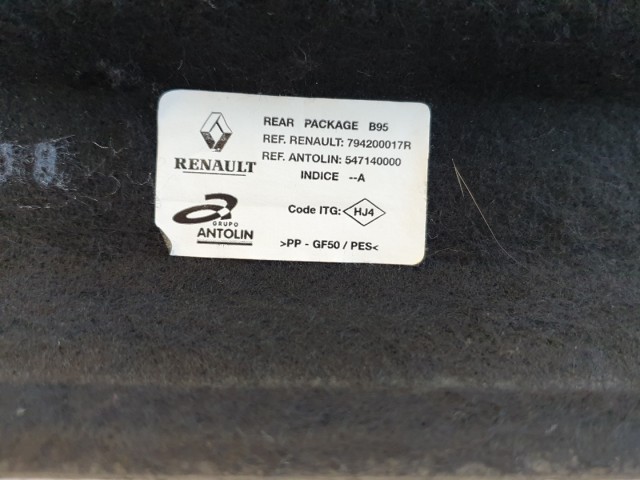 REAR PACKAGE B95
REF. RENAULT: 794200017R
REF. ANTOLIN: 547140000
INDICE --A
RENAULT
GRUPO
ANTOLIN
Code ITG: HJ4
>PP - GF50 / PES<